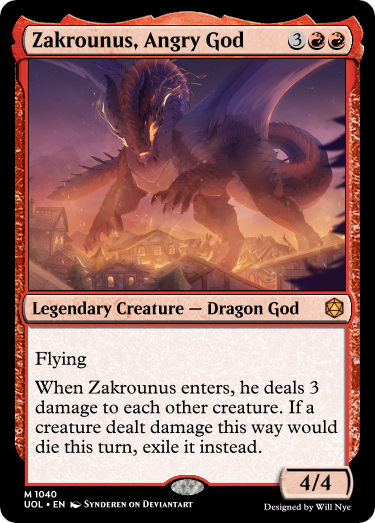 Zakrounus, Angry God 3
Legendary Creature — Dragon God
Flying
When Zakrounus enters, he deals 3
damage to each other creature. If a
creature dealt damage this way would
die this turn, exile it instead.
4/4
M 1040
UOL • EN Synderen on Deviantart
Designed by Will Nye